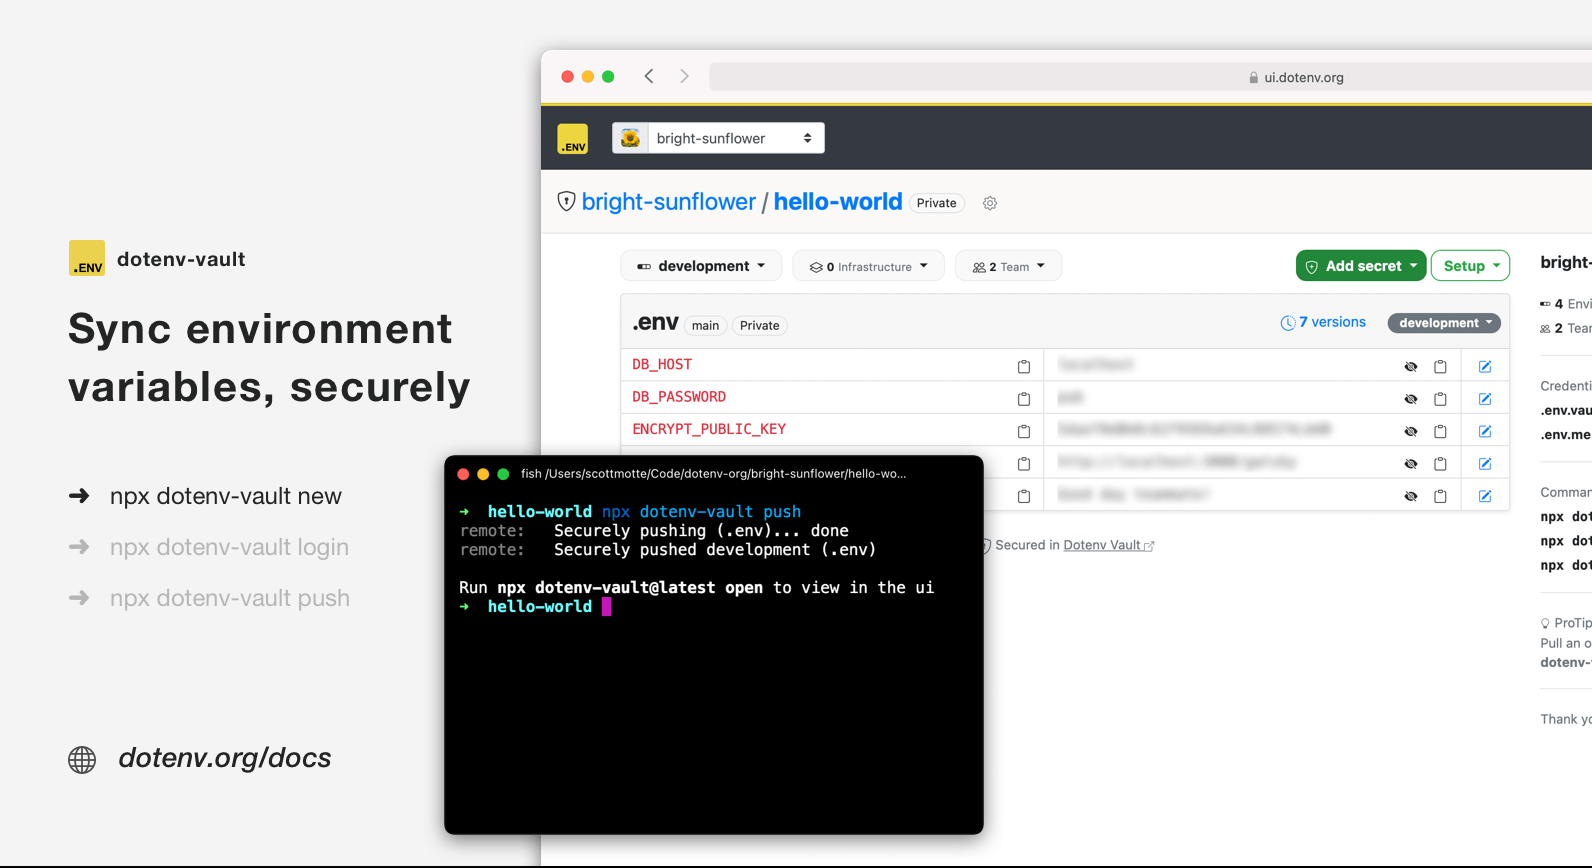 .ENV dotenv-vault
Sync environment
variables, securely
➜ npx dotenv-vault new
➜ npx dotenv-vault login
➜ npx dotenv-vault push
dotenv.org/docs
ui.dotenv.org
.ENV bright-sunflower
bright-sunflower / hello-world Private
development 0 Infrastructure 2 Team Add secret Setup
.env main Private 7 versions development
DB_HOST
DB_PASSWORD
ENCRYPT_PUBLIC_KEY
Secured in Dotenv Vault
bright-
4 Envi
2 Tear
Credenti
.env.vau
.env.me
Commar
npx dot
npx dot
npx dot
ProTip
Pull an o
dotenv-
Thank yo
fish /Users/scottmotte/Code/dotenv-org/bright-sunflower/hello-wo...
➜ hello-world npx dotenv-vault push
remote: Securely pushing (.env)... done
remote: Securely pushed development (.env)
Run npx dotenv-vault@latest open to view in the ui
➜ hello-world